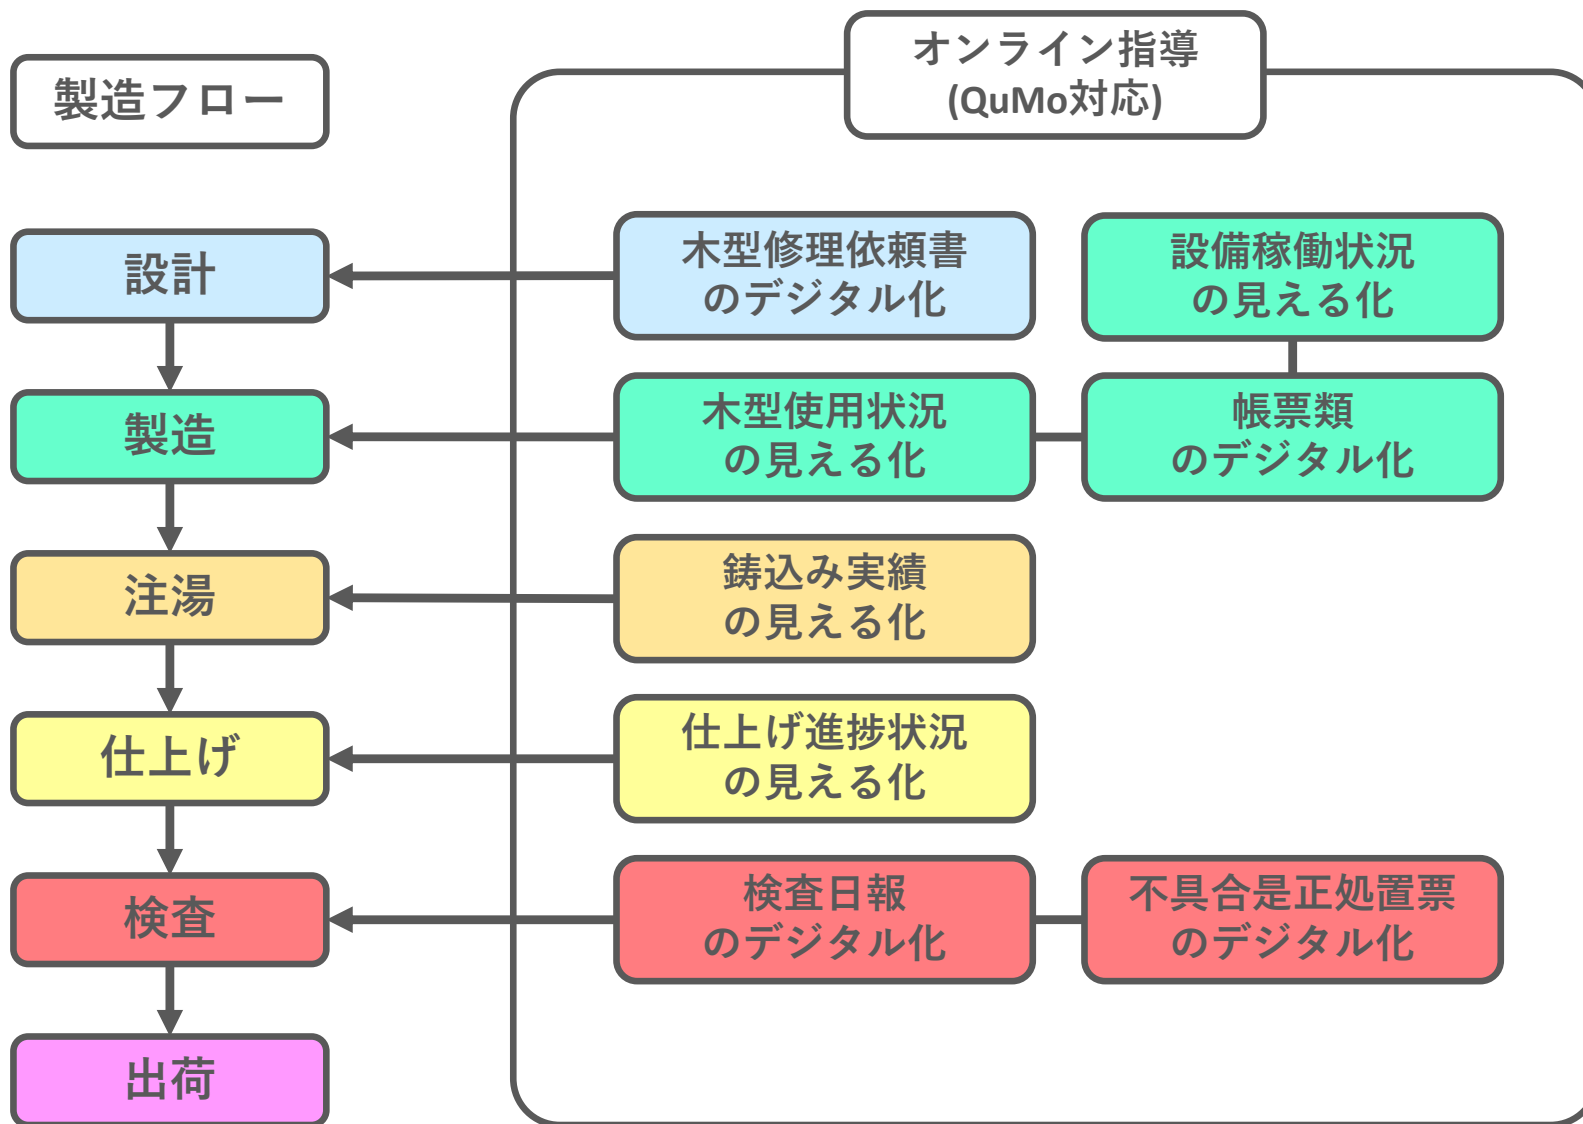 製造フロー
オンライン指導
(QuMo対応)
設計
木型修理依頼書
のデジタル化
設備稼働状況
の見える化
製造
木型使用状況
の見える化
帳票類
のデジタル化
注湯
鋳込み実績
の見える化
仕上げ
仕上げ進捗状況
の見える化
検査
検査日報
のデジタル化
不具合是正処置票
のデジタル化
出荷